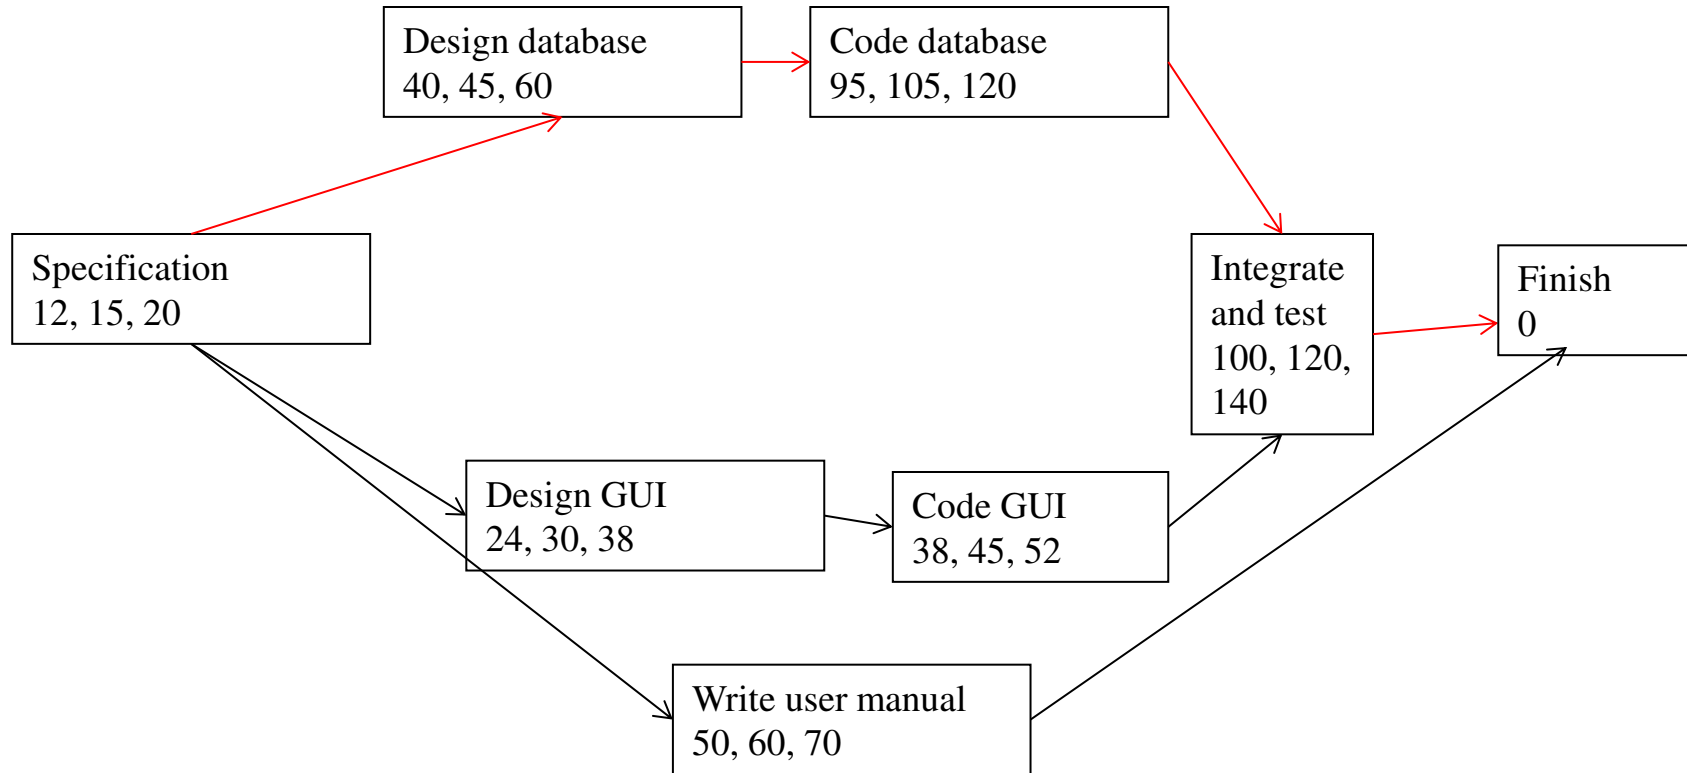 Design database
40, 45, 60
Code database
95, 105, 120
Specification
12, 15, 20
Integrate
and test
100, 120,
140
Finish
0
Design GUI
24, 30, 38
Code GUI
38, 45, 52
Write user manual
50, 60, 70